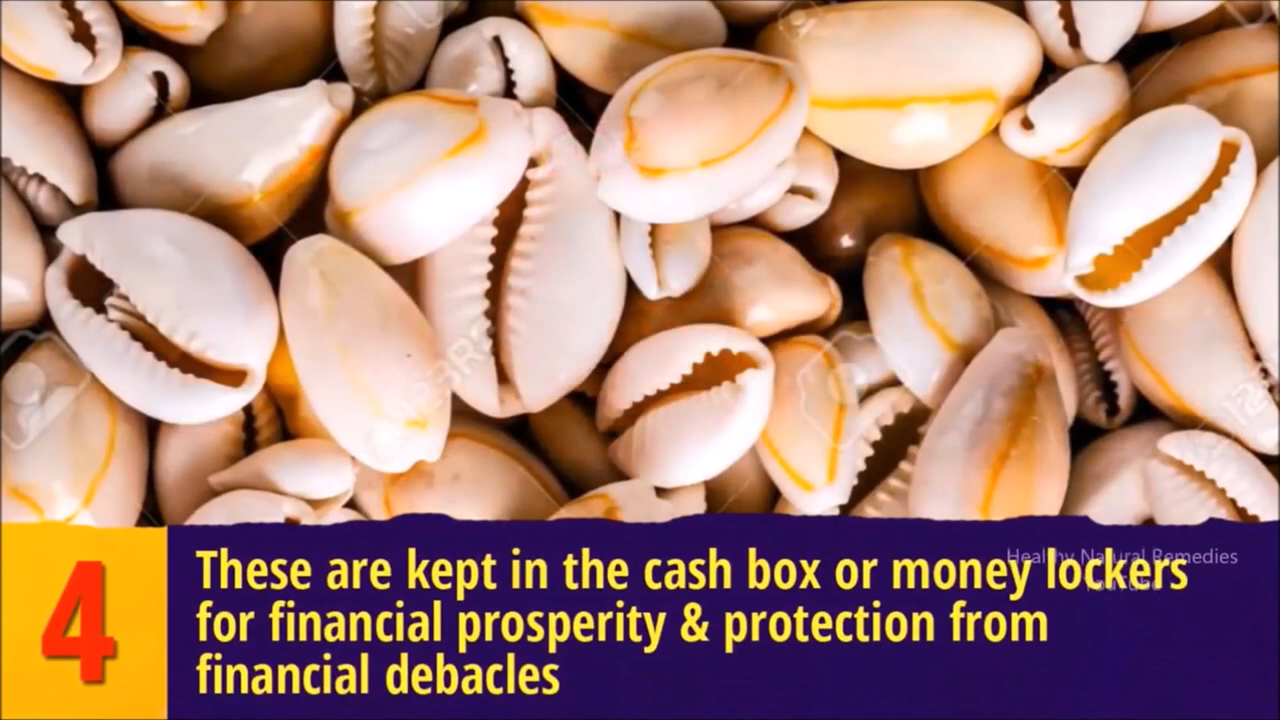 4
These are kept in the cash box or money lockers
for financial prosperity & protection from
financial debacles
Healthy Natural Remedies
YouTube